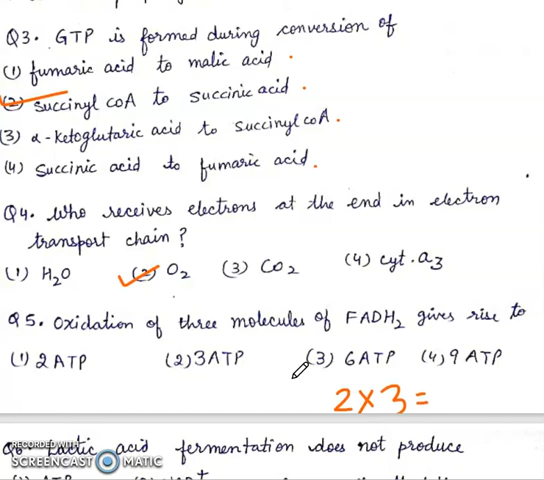 Q3. GTP is formed during conversion of
(1) fumaric acid to malic acid.
(2) Succinyl CoA to Succinic acid.
(3) α-ketoglutaric acid to Succinyl CoA.
(4) Succinic acid to fumaric acid.
Q4. Who receives electrons at the end in electron
transport chain?
(1) H2O (2) O2 (3) CO2 (4) cyt.a3
Q5. Oxidation of three molecules of FADH2 gives rise to
(1) 2 ATP (2) 3 ATP (3) 6 ATP (4) 9 ATP
2 x 3 =
Q6. Lactic acid fermentation does not produce
RECORDED WITH
SCREENCAST MATIC